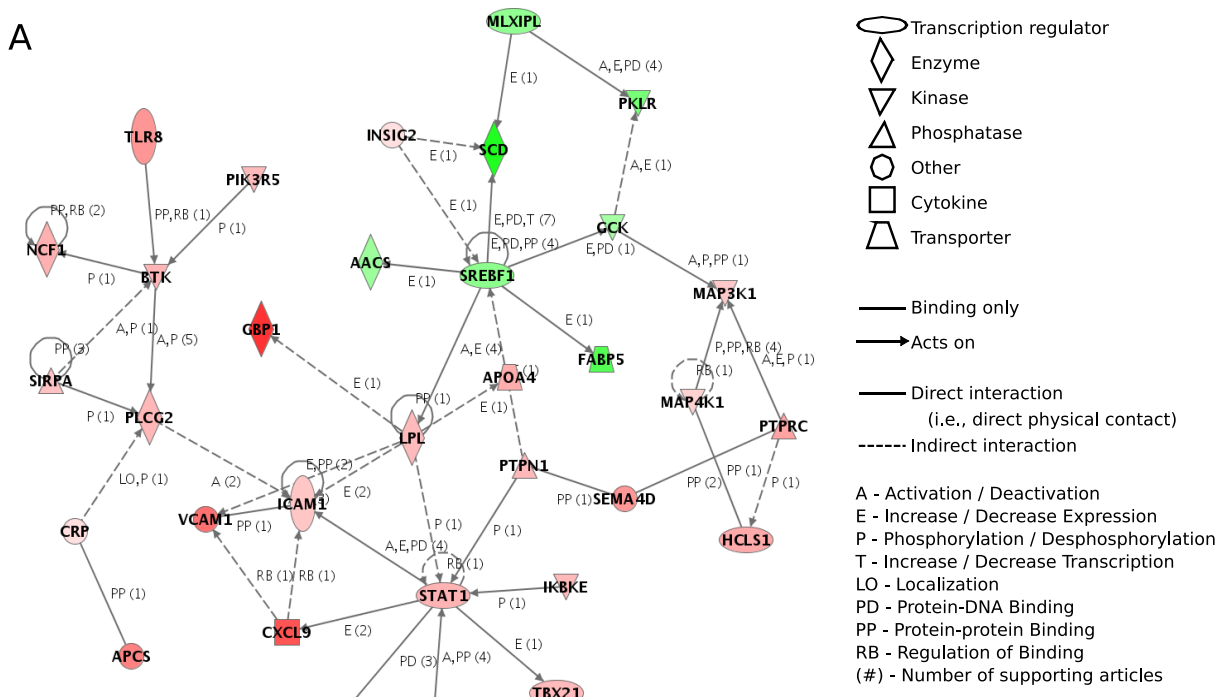 A
MLXIPL
E (1)
A,E,PD (4)
PKLR
TLR8
INSIG2
E (1)
SCD
PIK3R5
A,E (1)
PP,RB (2)
PP,RB (1)
P (1)
E (1)
E,PD,T (7)
GCK
NCF1
E,PD,PP (4)
E,PD (1)
AACS
P (1)
BTK
E (1)
SREBF1
A,P,PP (1)
MAP3K1
A,P (1)
GBP1
E (1)
PP (3)
A,P (5)
A,E (4)
P,PP,RB (4)
FABP5
A,E,P (1)
SIRPA
E (1)
APOA4
RB (1)
P (1)
PLCG2
PP (1)
E (1)
MAP4K1
PTPRC
LPL
LO,P (1)
A (2)
E,PP (2)
E (2)
PTPN1
PP (1)
PP (2)
P (1)
CRP
VCAM1
PP (1)
ICAM1
P (1)
P (1)
PP (1)
SEMA4D
HCLS1
A,E,PD (4)
RB (1)
RB (1)
RB (1)
PP (1)
STAT1
P (1)
IKBKE
CXCL9
E (2)
E (1)
APCS
PD (3)
A,PP (4)
TBX21
Transcription regulator
Enzyme
Kinase
Phosphatase
Other
Cytokine
Transporter
Binding only
Acts on
Direct interaction
(i.e., direct physical contact)
Indirect interaction
A - Activation / Deactivation
E - Increase / Decrease Expression
P - Phosphorylation / Desphosphorylation
T - Increase / Decrease Transcription
LO - Localization
PD - Protein-DNA Binding
PP - Protein-protein Binding
RB - Regulation of Binding
(#) - Number of supporting articles